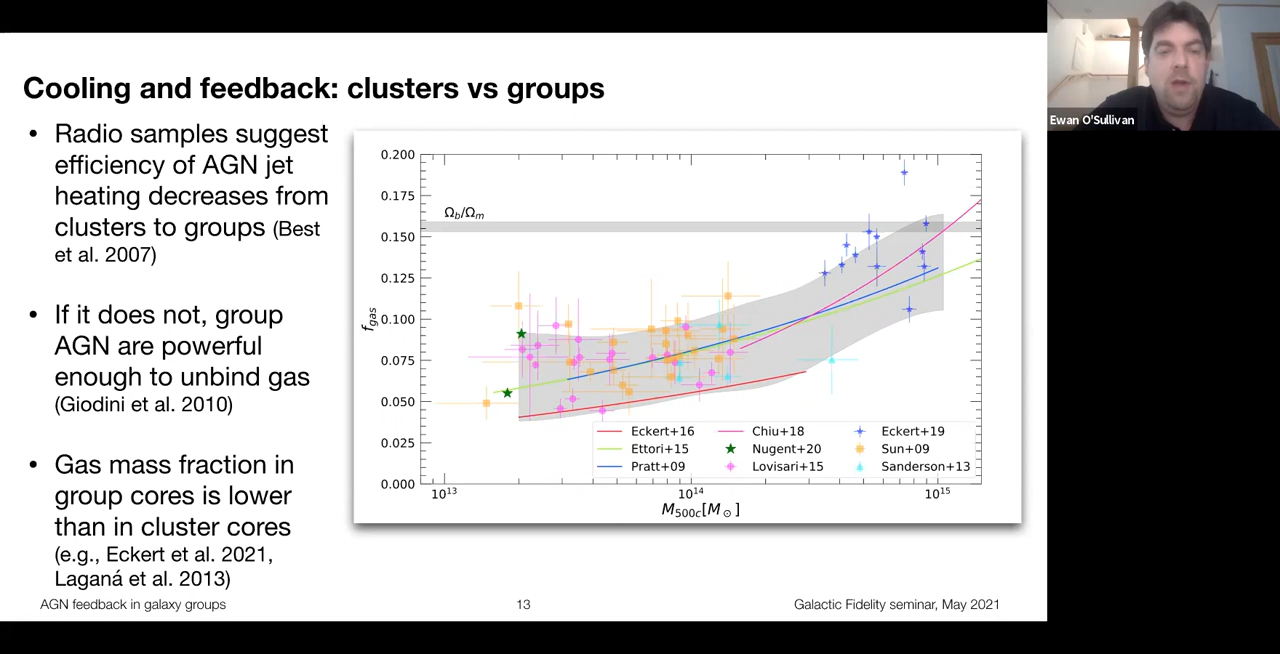 Cooling and feedback: clusters vs groups
• Radio samples suggest
efficiency of AGN jet
heating decreases from
clusters to groups (Best
et al. 2007)
• If it does not, group
AGN are powerful
enough to unbind gas
(Giodini et al. 2010)
• Gas mass fraction in
group cores is lower
than in cluster cores
(e.g., Eckert et al. 2021,
Laganá et al. 2013)
0.200
0.175
0.150
0.125
0.100
0.075
0.050
0.025
0.000
f_gas
Ω_b/Ω_m
Eckert+16
Ettori+15
Pratt+09
Chiu+18
Nugent+20
Lovisari+15
Eckert+19
Sun+09
Sanderson+13
10^13
10^14
10^15
M_500c[M_⊙]
AGN feedback in galaxy groups
13
Galactic Fidelity seminar, May 2021
Ewan O'Sullivan